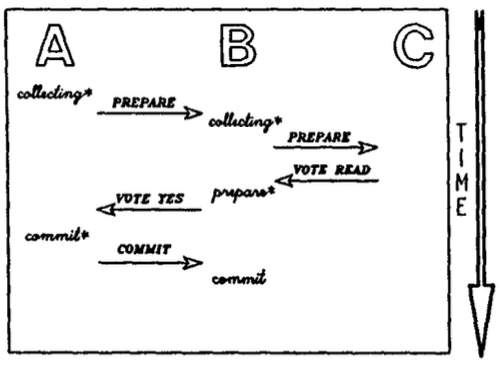 A B C
collecting*
PREPARE
collecting*
PREPARE
VOTE READ
prepare*
VOTE YES
commit*
COMMIT
commit
TIME